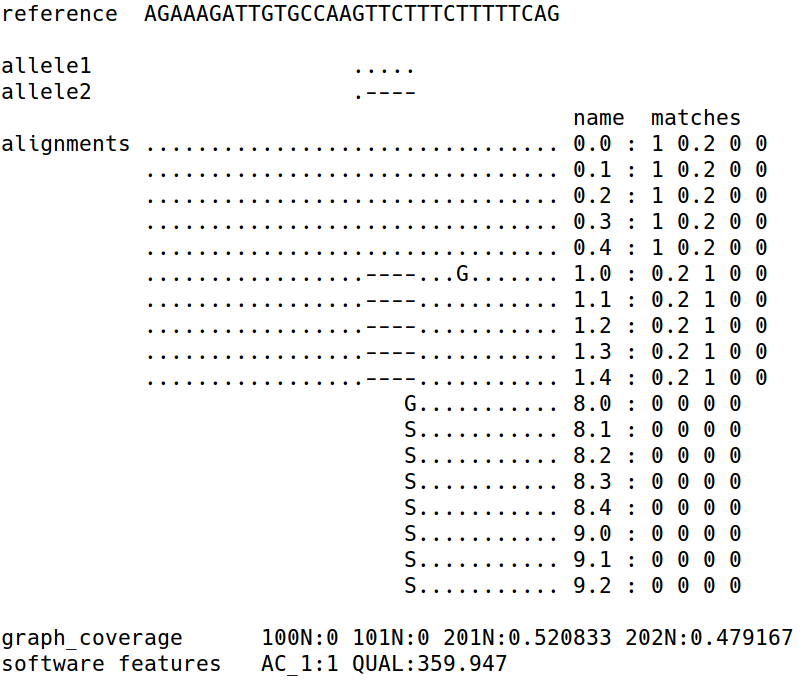 reference  AGAAAGATTGTGCCAAGTTCTTTCTTTTTCAG
allele1 .....
allele2 .----
name  matches
alignments ................................ 0.0 : 1 0.2 0 0
................................ 0.1 : 1 0.2 0 0
................................ 0.2 : 1 0.2 0 0
................................ 0.3 : 1 0.2 0 0
................................ 0.4 : 1 0.2 0 0
.................----...G....... 1.0 : 0.2 1 0 0
.................----........... 1.1 : 0.2 1 0 0
.................----........... 1.2 : 0.2 1 0 0
.................----........... 1.3 : 0.2 1 0 0
.................----........... 1.4 : 0.2 1 0 0
G........... 8.0 : 0 0 0 0
S........... 8.1 : 0 0 0 0
S........... 8.2 : 0 0 0 0
S........... 8.3 : 0 0 0 0
S........... 8.4 : 0 0 0 0
S........... 9.0 : 0 0 0 0
S........... 9.1 : 0 0 0 0
S........... 9.2 : 0 0 0 0
graph_coverage      100N:0 101N:0 201N:0.520833 202N:0.479167
software features   AC_1:1 QUAL:359.947